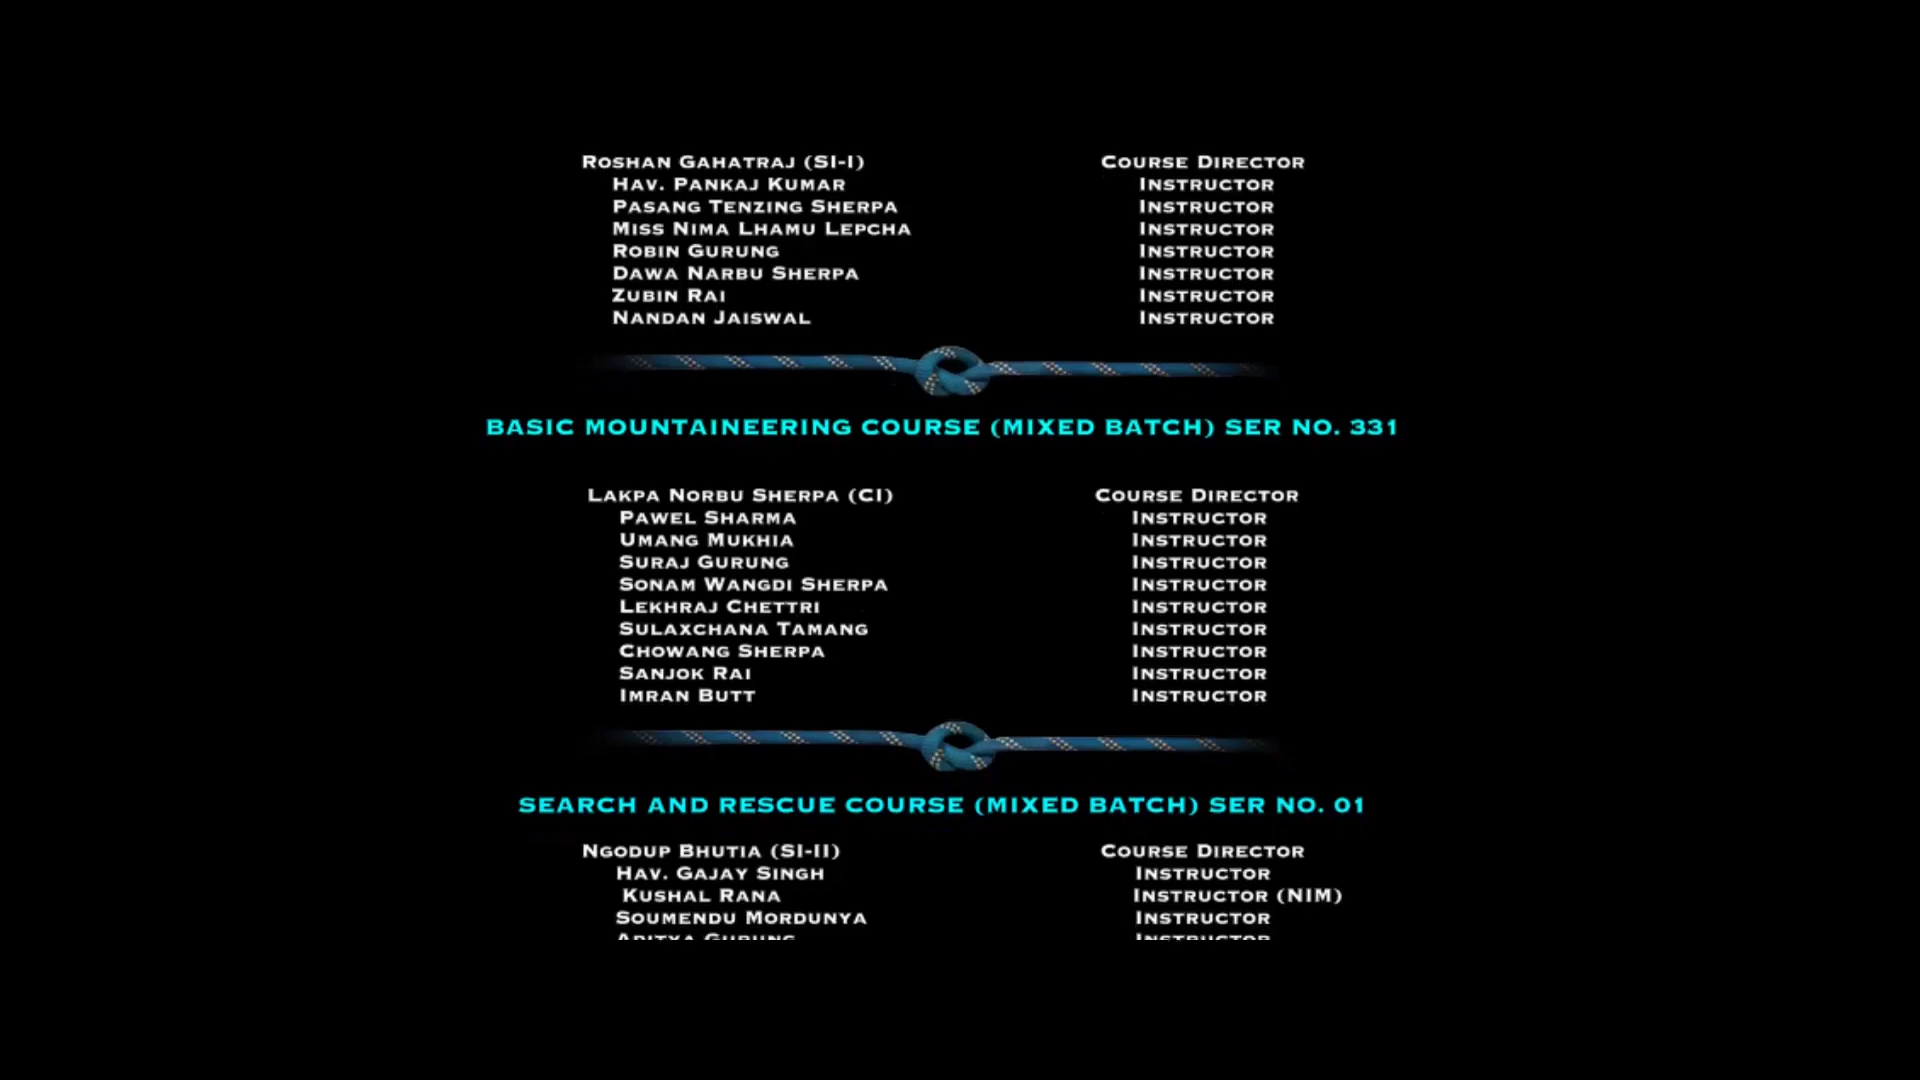 Roshan Gahatraj (SI-I) Course Director
Hav. Pankaj Kumar Instructor
Pasang Tenzing Sherpa Instructor
Miss Nima Lhamu Lepcha Instructor
Robin Gurung Instructor
Dawa Narbu Sherpa Instructor
Zubin Rai Instructor
Nandan Jaiswal Instructor
BASIC MOUNTAINEERING COURSE (MIXED BATCH) SER NO. 331
Lakpa Norbu Sherpa (CI) Course Director
Pawel Sharma Instructor
Umang Mukhia Instructor
Suraj Gurung Instructor
Sonam Wangdi Sherpa Instructor
Lekhraj Chettri Instructor
Sulaxchana Tamang Instructor
Chowang Sherpa Instructor
Sanjok Rai Instructor
Imran Butt Instructor
SEARCH AND RESCUE COURSE (MIXED BATCH) SER NO. 01
Ngodup Bhutia (SI-II) Course Director
Hav. Gajay Singh Instructor
Kushal Rana Instructor (NIM)
Soumendu Mordunya Instructor
Aditya Gurung Instructor